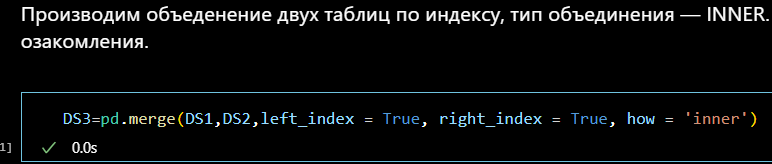 Производим объеденение двух таблиц по индексу, тип объединения — INNER.
озакомления.
DS3=pd.merge(DS1,DS2,left_index = True, right_index = True, how = 'inner')
1]
✓ 0.0s